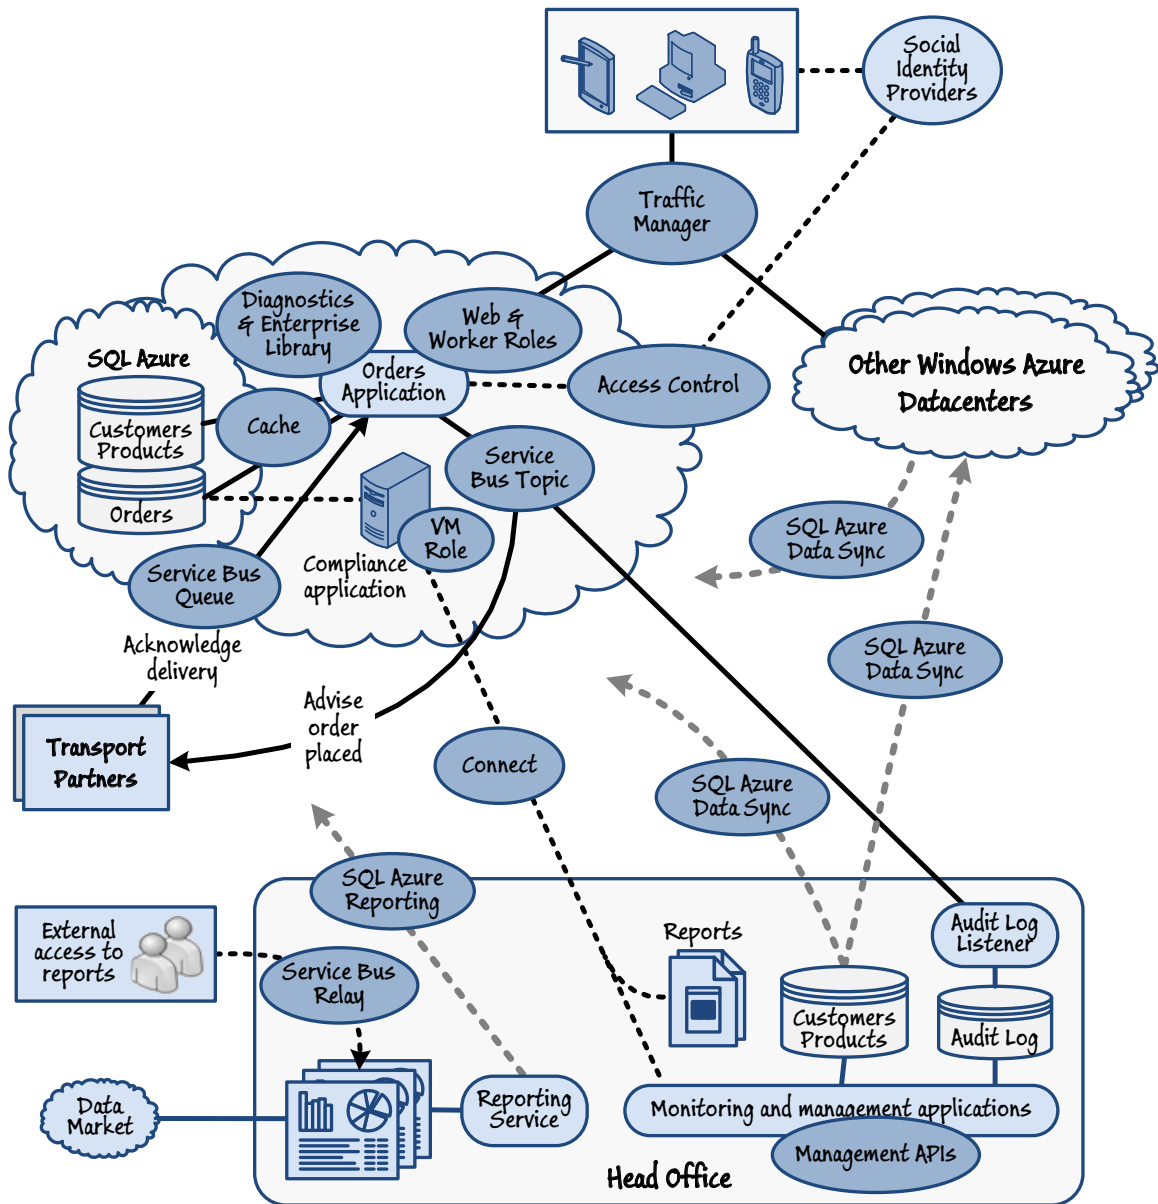 Social
Identity
Providers
Traffic
Manager
Diagnostics
& Enterprise
Library
Web &
Worker Roles
SQL Azure
Orders
Application
Access Control
Other Windows Azure
Datacenters
Customers
Products
Cache
Service
Bus Topic
Orders
VM
Role
SQL Azure
Data Sync
Compliance
application
Service Bus
Queue
Acknowledge
delivery
SQL Azure
Data Sync
Advise
order
placed
Transport
Partners
Connect
SQL Azure
Data Sync
SQL Azure
Reporting
External
access to
reports
Reports
Audit Log
Listener
Service Bus
Relay
Customers
Products
Audit Log
Data
Market
Reporting
Service
Monitoring and management applications
Management APIs
Head Office